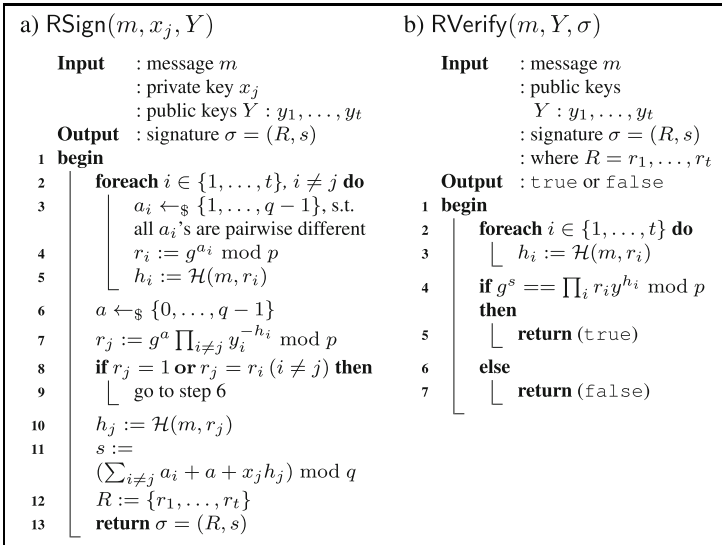 a) RSign(m, x_j, Y)
Input : message m
: private key x_j
: public keys Y : y_1, . . . , y_t
Output : signature σ = (R, s)
1 begin
2 foreach i ∈ {1, . . . , t}, i ≠ j do
3 a_i ←_$ {1, . . . , q − 1}, s.t.
all a_i's are pairwise different
4 r_i := g^{a_i} mod p
5 h_i := H(m, r_i)
6 a ←_$ {0, . . . , q − 1}
7 r_j := g^a ∏_{i≠j} y_i^{−h_i} mod p
8 if r_j = 1 or r_j = r_i (i ≠ j) then
9 go to step 6
10 h_j := H(m, r_j)
11 s :=
(∑_{i≠j} a_i + a + x_j h_j) mod q
12 R := {r_1, . . . , r_t}
13 return σ = (R, s)
b) RVerify(m, Y, σ)
Input : message m
: public keys
Y : y_1, . . . , y_t
: signature σ = (R, s)
: where R = r_1, . . . , r_t
Output : true or false
1 begin
2 foreach i ∈ {1, . . . , t} do
3 h_i := H(m, r_i)
4 if g^s == ∏_i r_i y^{h_i} mod p
then
5 return (true)
6 else
7 return (false)